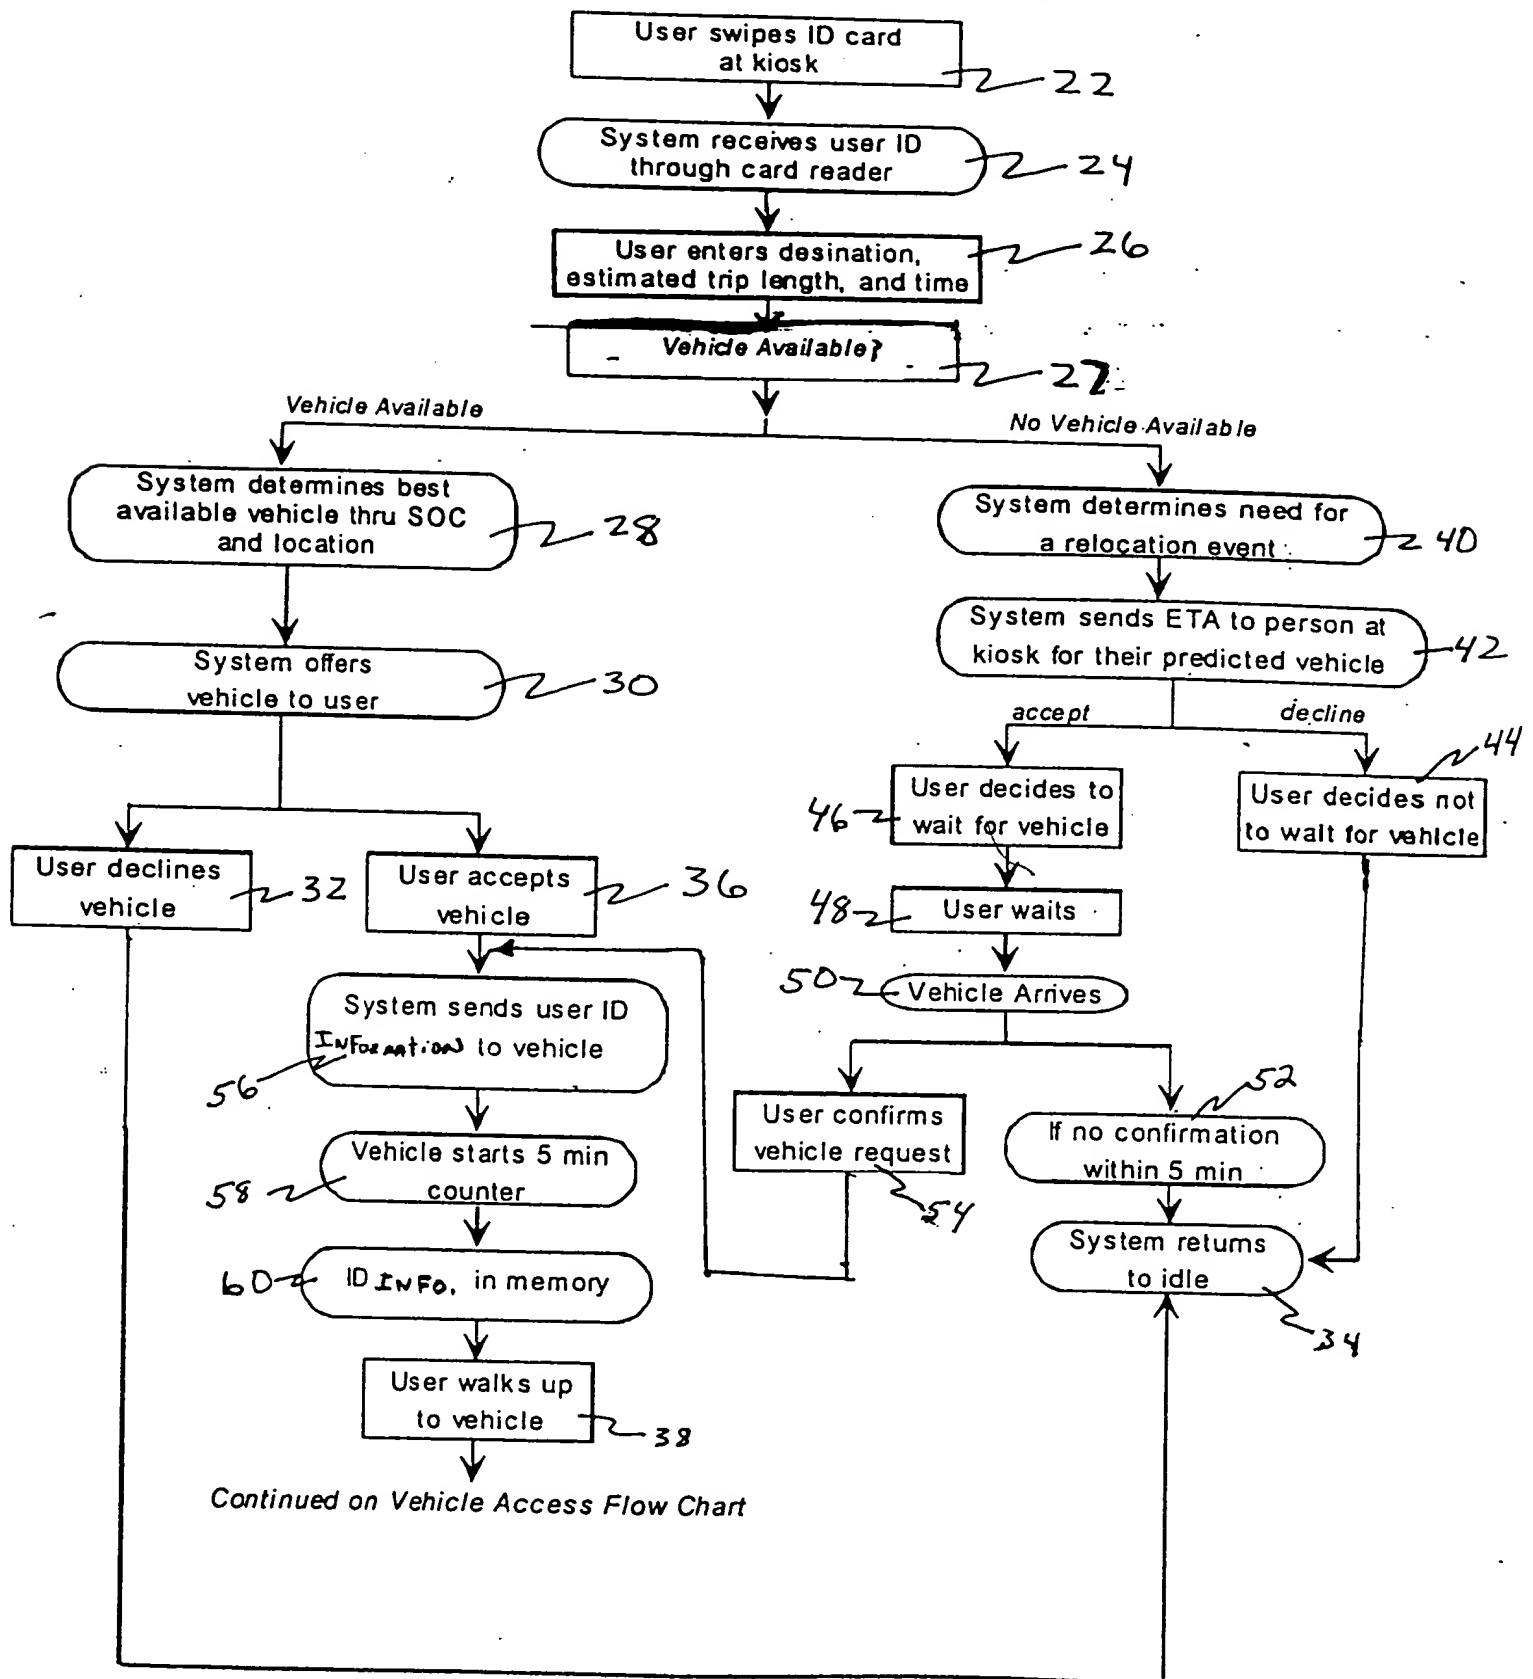 User swipes ID card
at kiosk
22
System receives user ID
through card reader
24
User enters desination,
estimated trip length, and time
26
Vehicle Available?
27
Vehicle Available
No Vehicle Available
System determines best
available vehicle thru SOC
and location
28
System determines need for
a relocation event
40
System offers
vehicle to user
30
System sends ETA to person at
kiosk for their predicted vehicle
42
accept
decline
44
User decides to
wait for vehicle
46
User decides not
to wait for vehicle
User declines
vehicle
32
User accepts
vehicle
36
48
User waits
50
Vehicle Arrives
System sends user ID
INFORMATION to vehicle
56
User confirms
vehicle request
54
52
If no confirmation
within 5 min
Vehicle starts 5 min
counter
58
System returns
to idle
34
60
ID INFO. in memory
User walks up
to vehicle
38
Continued on Vehicle Access Flow Chart